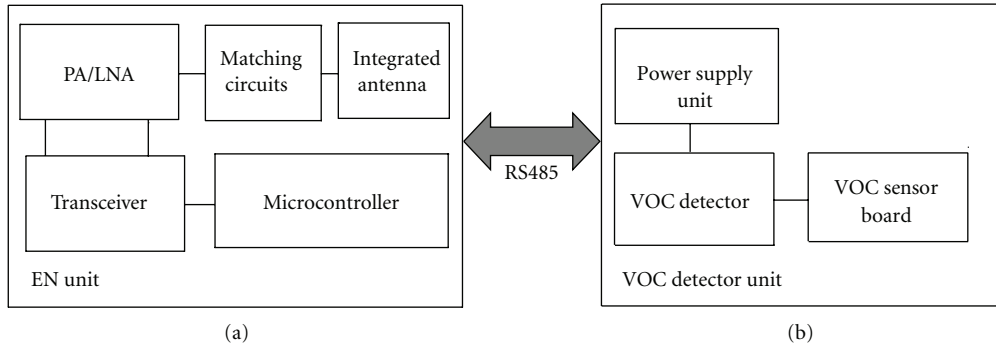 PA/LNA
Matching
circuits
Integrated
antenna
Transceiver
Microcontroller
EN unit
RS485
Power supply
unit
VOC detector
VOC sensor
board
VOC detector unit
(a)
(b)